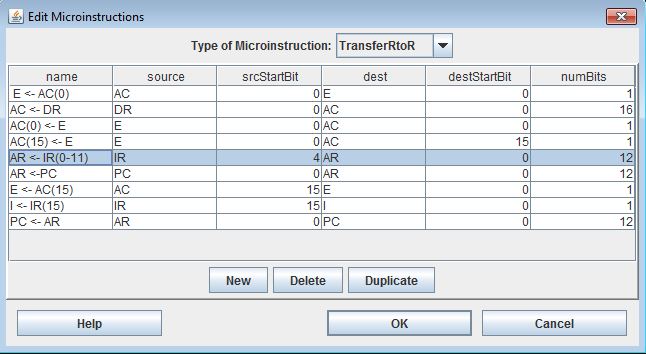 Edit Microinstructions
Type of Microinstruction: TransferRtoR
name source srcStartBit dest destStartBit numBits
E <- AC(0) AC 0 E 0 1
AC <- DR DR 0 AC 0 16
AC(0) <- E E 0 AC 0 1
AC(15) <- E E 0 AC 15 1
AR <- IR(0-11) IR 4 AR 0 12
AR <-PC PC 0 AR 0 12
E <- AC(15) AC 15 E 0 1
I <- IR(15) IR 15 I 0 1
PC <- AR AR 0 PC 0 12
New Delete Duplicate
Help OK Cancel